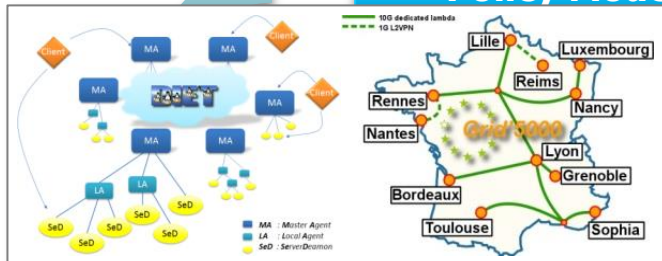 Client
MA
MA
Client
MA
MA
Client
MA
MA
LA
LA
SeD
SeD
SeD
SeD
SeD
SeD
MA : Master Agent
LA : Local Agent
SeD : ServerDeamon
10G dedicated lambda
1G L2VPN
Lille
Luxembourg
Reims
Rennes
Nancy
Nantes
Grid'5000
Lyon
Grenoble
Bordeaux
Toulouse
Sophia